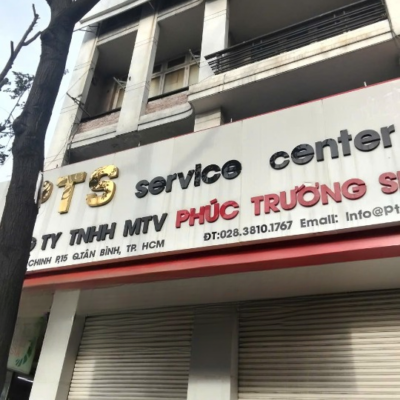 PTS service center
TY TNHH MTV PHÚC TRƯỜNG
CHINH P.15 Q.TÂN BÌNH, TP. HCM ĐT:028.3810.1767 Email: Info@Pt